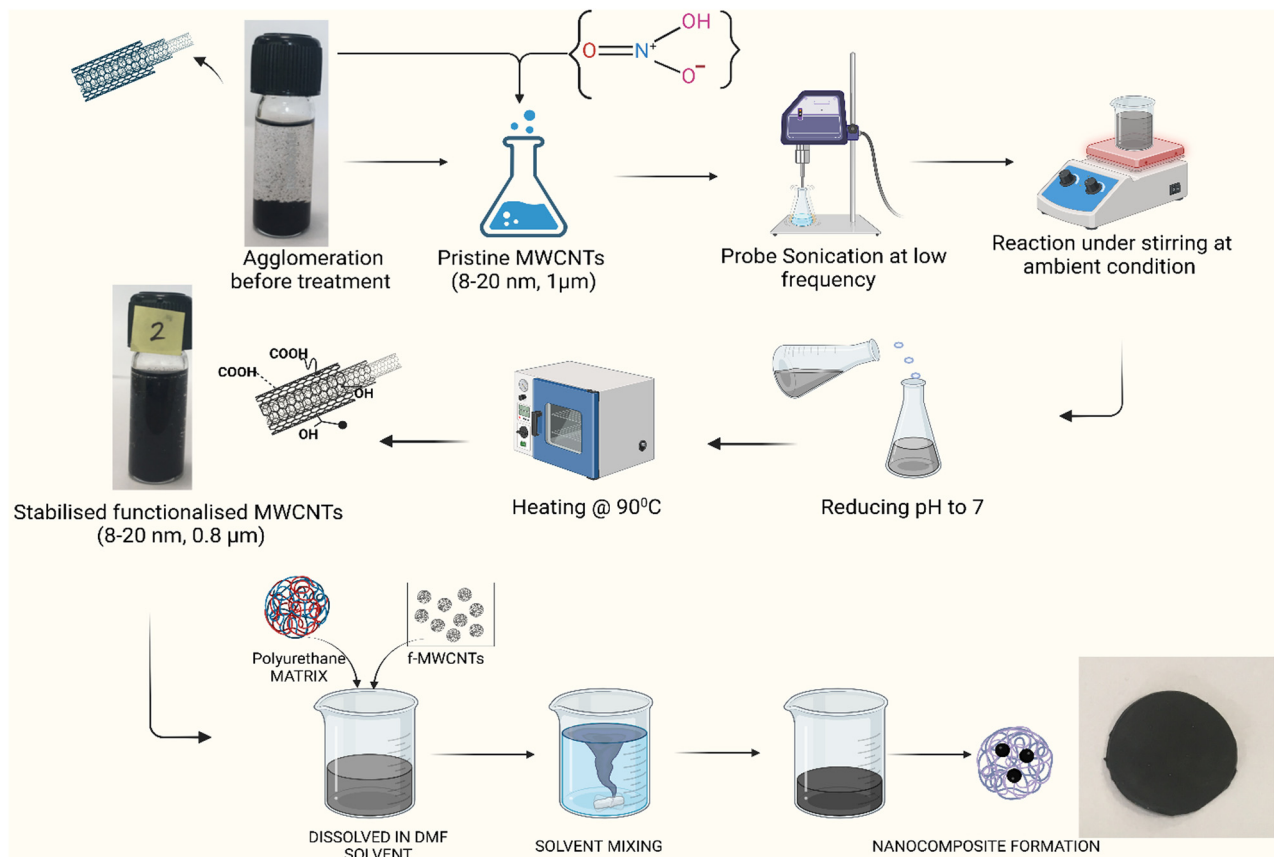 OH
O
N+
O−
Agglomeration
before treatment
Pristine MWCNTs
(8-20 nm, 1µm)
Probe Sonication at low
frequency
Reaction under stirring at
ambient condition
2
COOH
COOH
OH
OH
Stabilised functionalised MWCNTs
(8-20 nm, 0.8 µm)
Heating @ 90⁰C
Reducing pH to 7
Polyurethane
MATRIX
f-MWCNTs
DISSOLVED IN DMF
SOLVENT
SOLVENT MIXING
NANOCOMPOSITE FORMATION